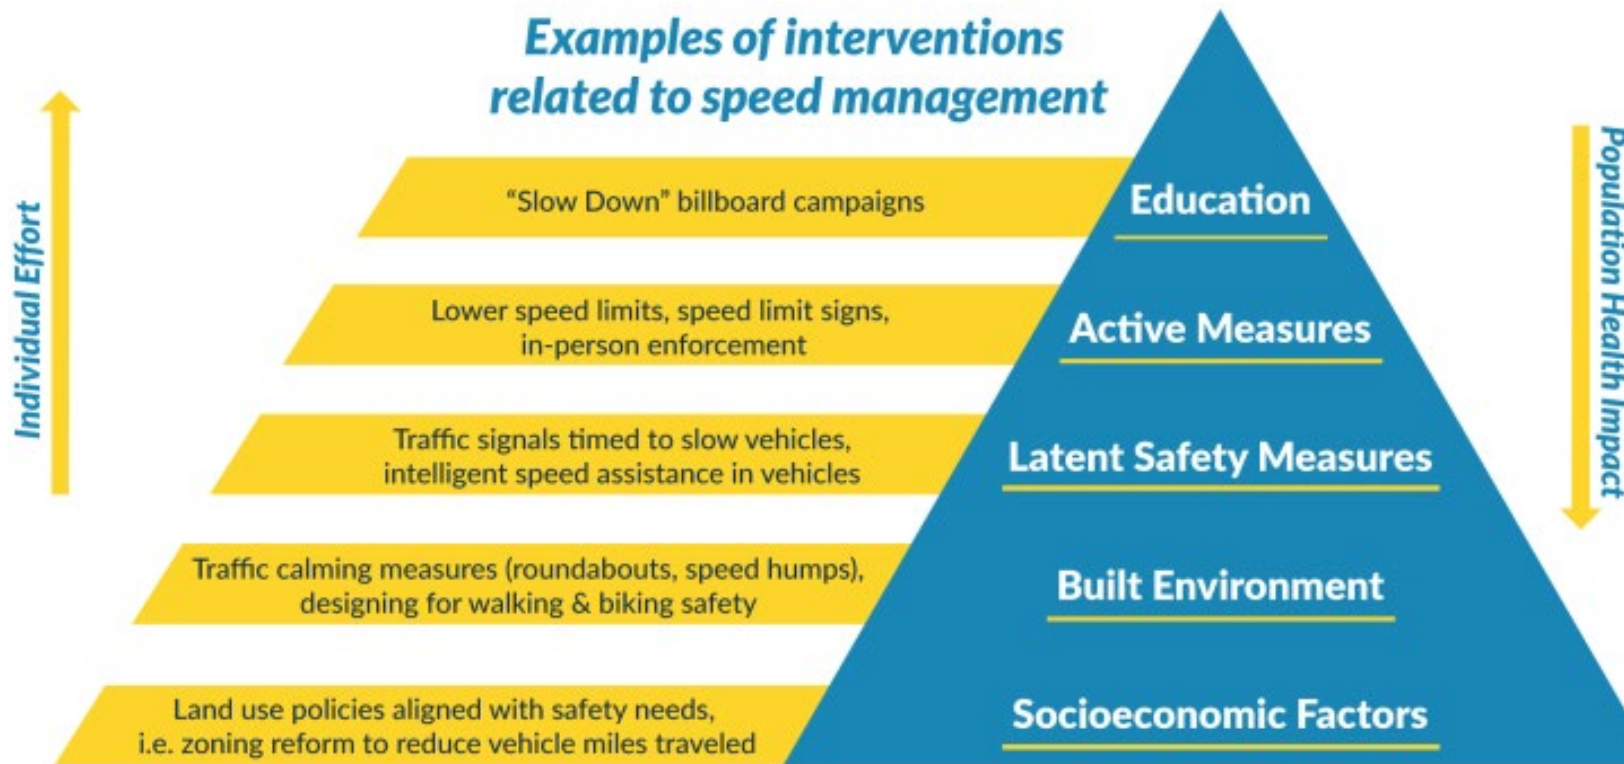 Examples of interventions
related to speed management
Individual Effort
Population Health Impact
“Slow Down” billboard campaigns
Education
Lower speed limits, speed limit signs,
in-person enforcement
Active Measures
Traffic signals timed to slow vehicles,
intelligent speed assistance in vehicles
Latent Safety Measures
Traffic calming measures (roundabouts, speed humps),
designing for walking & biking safety
Built Environment
Land use policies aligned with safety needs,
i.e. zoning reform to reduce vehicle miles traveled
Socioeconomic Factors